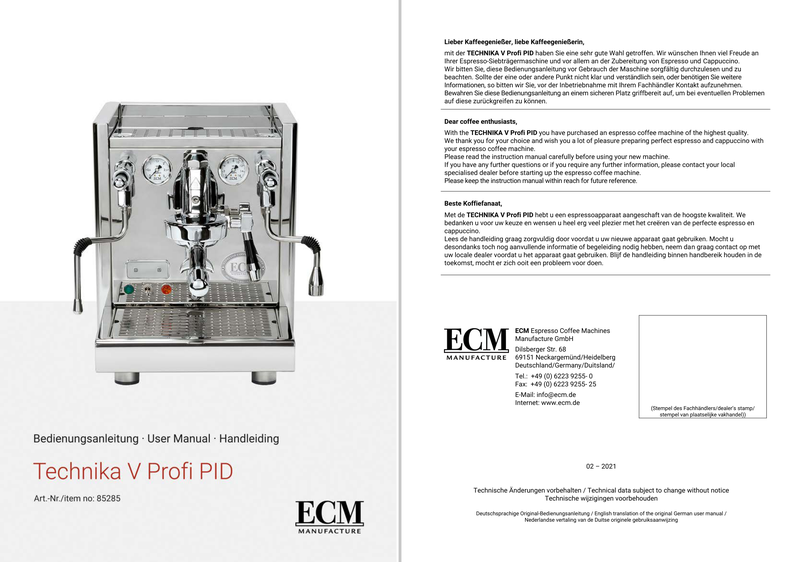 Bedienungsanleitung · User Manual · Handleiding
Technika V Profi PID
Art.-Nr./item no: 85285
ECM
MANUFACTURE
Lieber Kaffeegenießer, liebe Kaffeegenießerin,
mit der TECHNIKA V Profi PID haben Sie eine sehr gute Wahl getroffen. Wir wünschen Ihnen viel Freude an
Ihrer Espresso-Siebträgermaschine und vor allem an der Zubereitung von Espresso und Cappuccino.
Wir bitten Sie, diese Bedienungsanleitung vor Gebrauch der Maschine sorgfältig durchzulesen und zu
beachten. Sollte der eine oder andere Punkt nicht klar und verständlich sein, oder benötigen Sie weitere
Informationen, so bitten wir Sie, vor der Inbetriebnahme mit Ihrem Fachhändler Kontakt aufzunehmen.
Bewahren Sie diese Bedienungsanleitung an einem sicheren Platz griffbereit auf, um bei eventuellen Problemen
auf diese zurückgreifen zu können.
Dear coffee enthusiasts,
With the TECHNIKA V Profi PID you have purchased an espresso coffee machine of the highest quality.
We thank you for your choice and wish you a lot of pleasure preparing perfect espresso and cappuccino with
your espresso coffee machine.
Please read the instruction manual carefully before using your new machine.
If you have any further questions or if you require any further information, please contact your local
specialised dealer before starting up the espresso coffee machine.
Please keep the instruction manual within reach for future reference.
Beste Koffiefanaat,
Met de TECHNIKA V Profi PID hebt u een espressoapparaat aangeschaft van de hoogste kwaliteit. We
bedanken u voor uw keuze en wensen u heel erg veel plezier met het creëren van de perfecte espresso en
cappuccino.
Lees de handleiding graag zorgvuldig door voordat u uw nieuwe apparaat gaat gebruiken. Mocht u
desondanks toch nog aanvullende informatie of begeleiding nodig hebben, neem dan graag contact op met
uw locale dealer voordat u het apparaat gaat gebruiken. Blijf de handleiding binnen handbereik houden in de
toekomst, mocht er zich ooit een probleem voor doen.
ECM
MANUFACTURE
ECM Espresso Coffee Machines
Manufacture GmbH
Dilsberger Str. 68
69151 Neckargemünd/Heidelberg
Deutschland/Germany/Duitsland/
Tel.: +49 (0) 6223 9255- 0
Fax: +49 (0) 6223 9255- 25
E-Mail: info@ecm.de
Internet: www.ecm.de
(Stempel des Fachhändlers/dealer's stamp/
stempel van plaatselijke vakhandel))
02 – 2021
Technische Änderungen vorbehalten / Technical data subject to change without notice
Technische wijzigingen voorbehouden
Deutschsprachige Original-Bedienungsanleitung / English translation of the original German user manual /
Nederlandse vertaling van de Duitse originele gebruiksaanwijzing